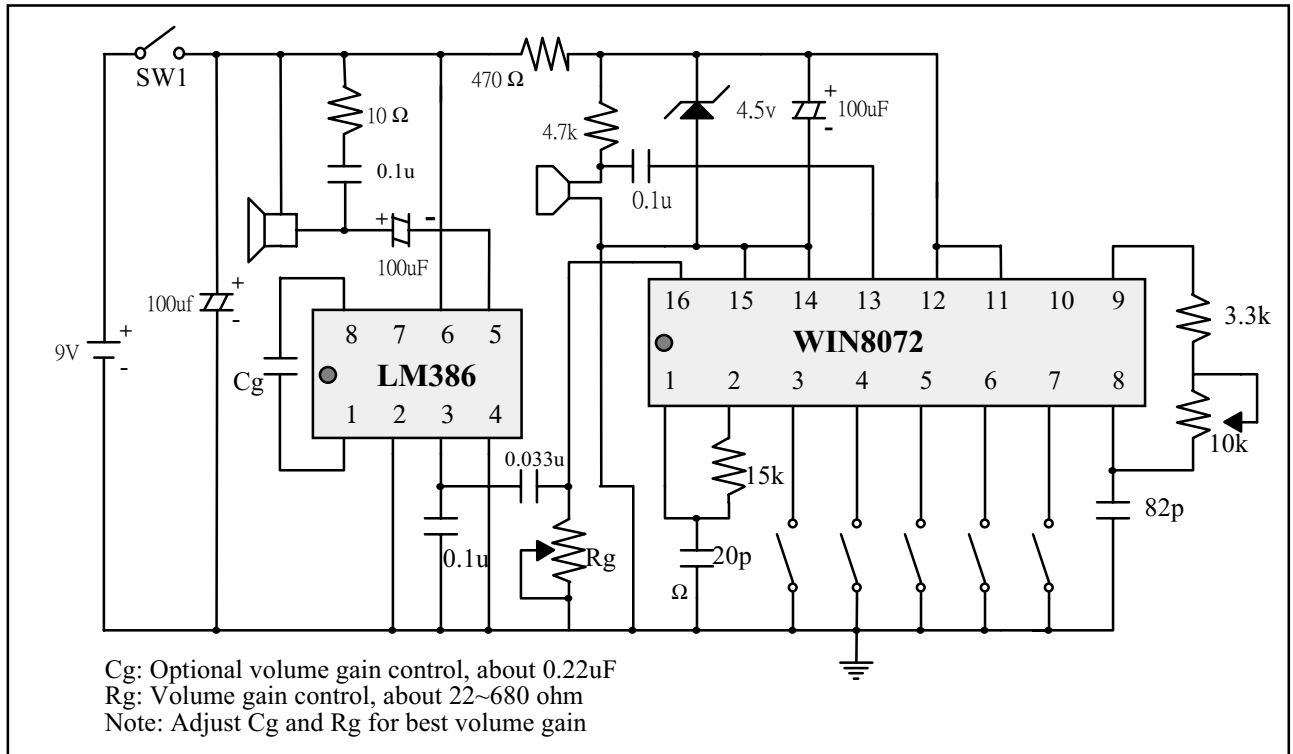 SW1
470 Ω
10 Ω
4.7k
4.5v
+
100uF
-
0.1u
0.1u
+
-
100uF
100uf
+
-
9V
+
-
Cg
8 7 6 5
LM386
1 2 3 4
16 15 14 13 12 11 10 9
WIN8072
1 2 3 4 5 6 7 8
3.3k
10k
0.033u
15k
82p
0.1u
Rg
20p
Ω
Cg: Optional volume gain control, about 0.22uF
Rg: Volume gain control, about 22~680 ohm
Note: Adjust Cg and Rg for best volume gain